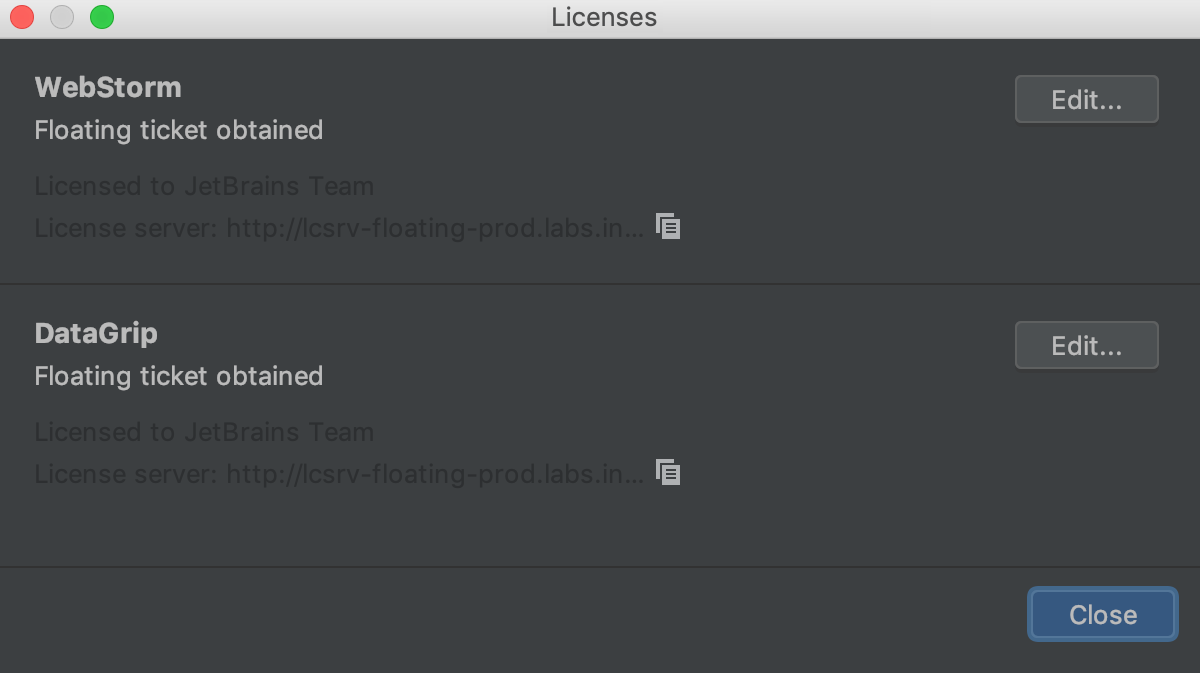 Licenses
WebStorm
Edit...
Floating ticket obtained
Licensed to JetBrains Team
License server: http://lcsrv-floating-prod.labs.in...
DataGrip
Edit...
Floating ticket obtained
Licensed to JetBrains Team
License server: http://lcsrv-floating-prod.labs.in...
Close